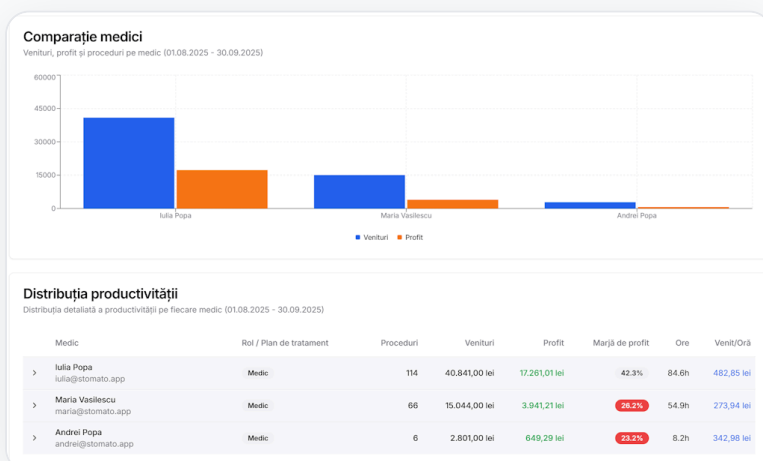 Comparație medici
Venituri, profit și proceduri pe medic (01.08.2025 - 30.09.2025)
60000
45000
30000
15000
0
Iulia Popa Maria Vasilescu Andrei Popa
Venituri Profit
Distribuția productivității
Distribuția detaliată a productivității pe fiecare medic (01.08.2025 - 30.09.2025)
Medic Rol / Plan de tratament Proceduri Venituri Profit Marjă de profit Ore Venit/Oră
Iulia Popa
iulia@stomato.app
Medic 114 40.841,00 lei 17.261,01 lei 42.3% 84.6h 482,85 lei
Maria Vasilescu
maria@stomato.app
Medic 66 15.044,00 lei 3.941,21 lei 26.2% 54.9h 273,94 lei
Andrei Popa
andrei@stomato.app
Medic 6 2.801,00 lei 649,29 lei 23.2% 8.2h 342,98 lei